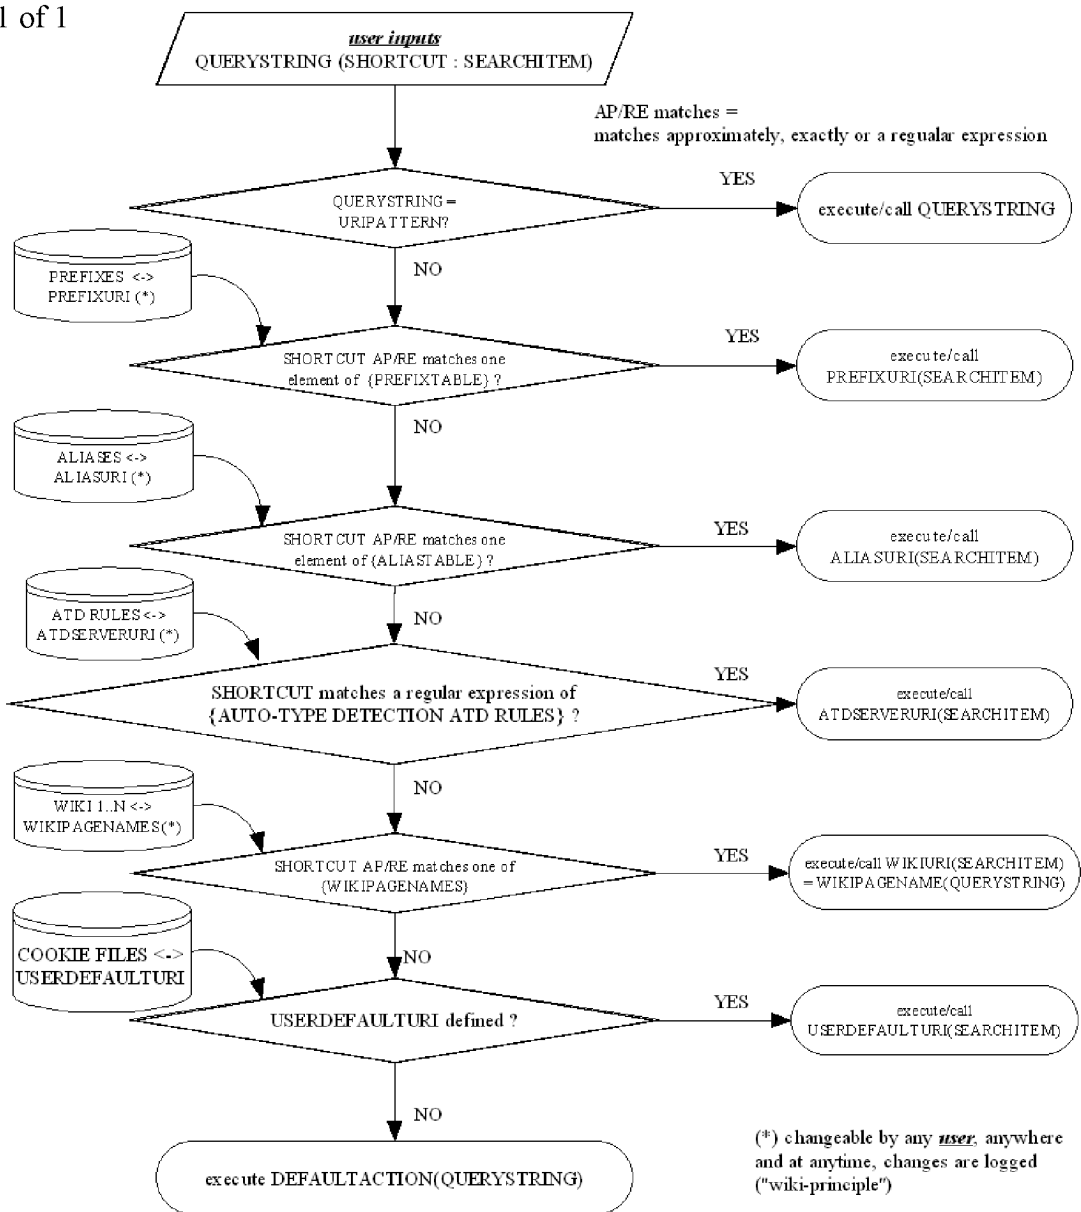 1 of 1
user inputs
QUERYSTRING (SHORTCUT : SEARCHITEM)
AP/RE matches =
matches approximately, exactly or a regualar expression
YES
QUERYSTRING =
URIPATTERN?
execute/call QUERYSTRING
NO
PREFIXES <->
PREFIXURI (*)
YES
SHORTCUT AP/RE matches one
element of {PREFIXTABLE} ?
execute/call
PREFIXURI(SEARCHITEM)
NO
ALIASES <->
ALIASURI (*)
YES
SHORTCUT AP/RE matches one
element of {ALIASTABLE} ?
execute/call
ALIASURI(SEARCHITEM)
NO
ATD RULES <->
ATDSERVERURI (*)
YES
SHORTCUT matches a regular expression of
{AUTO-TYPE DETECTION ATD RULES} ?
execute/call
ATDSERVERURI(SEARCHITEM)
NO
WIKI 1..N <->
WIKIPAGENAMES(*)
YES
SHORTCUT AP/RE matches one of
{WIKIPAGENAMES)
execute/call WIKIURI(SEARCHITEM)
= WIKIPAGENAME(QUERYSTRING)
NO
COOKIE FILES <->
USERDEFAULTURI
YES
USERDEFAULTURI defined ?
execute/call
USERDEFAULTURI(SEARCHITEM)
NO
execute DEFAULTACTION(QUERYSTRING)
(*) changeable by any user, anywhere
and at anytime, changes are logged
("wiki-principle")